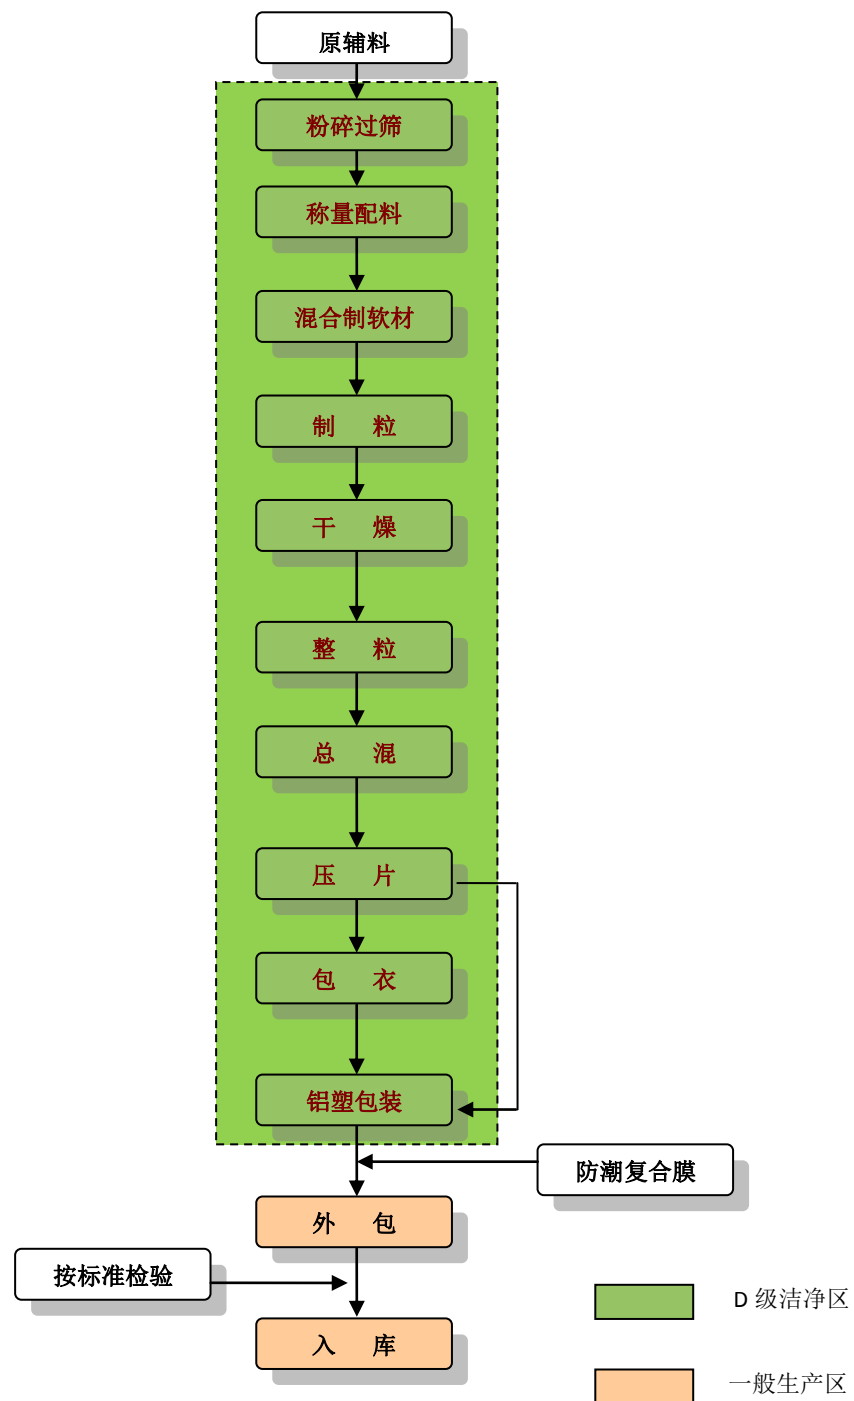 原辅料
粉碎过筛
称量配料
混合制软材
制 粒
干 燥
整 粒
总 混
压 片
包 衣
铝塑包装
防潮复合膜
外 包
按标准检验
D 级洁净区
入 库
一般生产区